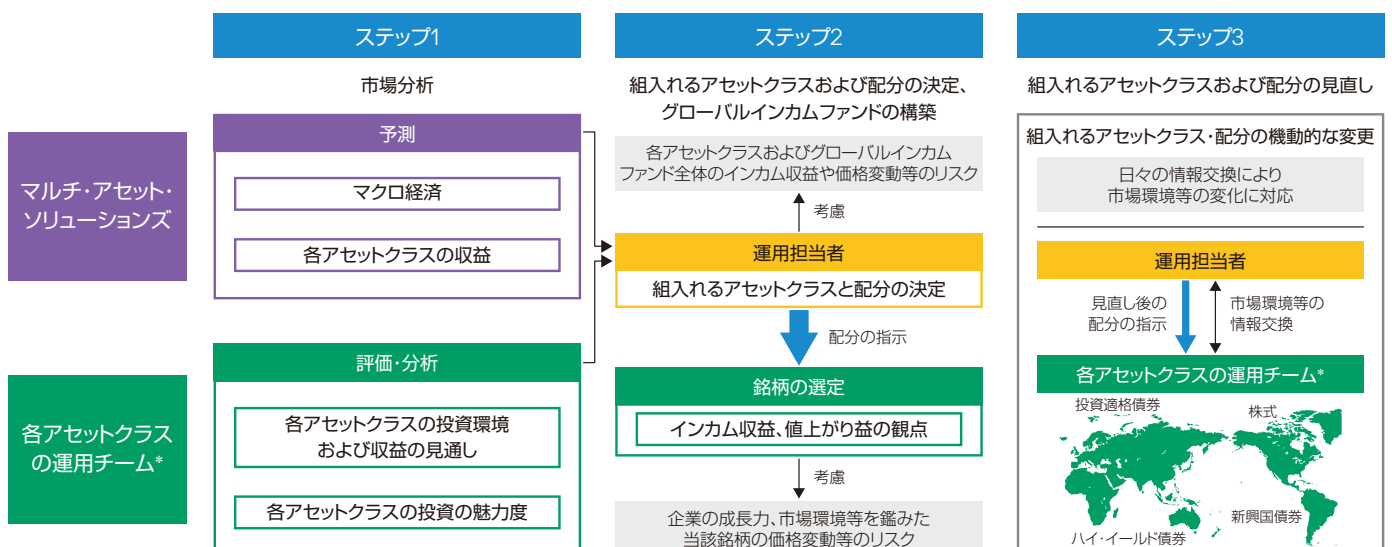 ステップ1
市場分析
マルチ・アセット・
ソリューションズ
予測
マクロ経済
各アセットクラスの収益
各アセットクラス
の運用チーム*
評価・分析
各アセットクラスの投資環境
および収益の見通し
各アセットクラスの投資の魅力度
ステップ2
組入れるアセットクラスおよび配分の決定、
グローバルインカムファンドの構築
各アセットクラスおよびグローバルインカム
ファンド全体のインカム収益や価格変動等のリスク
考慮
運用担当者
組入れるアセットクラスと配分の決定
配分の指示
銘柄の選定
インカム収益、値上がり益の観点
考慮
企業の成長力、市場環境等を鑑みた
当該銘柄の価格変動等のリスク
ステップ3
組入れるアセットクラスおよび配分の見直し
組入れるアセットクラス・配分の機動的な変更
日々の情報交換により
市場環境等の変化に対応
運用担当者
見直し後の
配分の指示
市場環境等の
情報交換
各アセットクラスの運用チーム*
投資適格債券
株式
新興国債券
ハイ・イールド債券